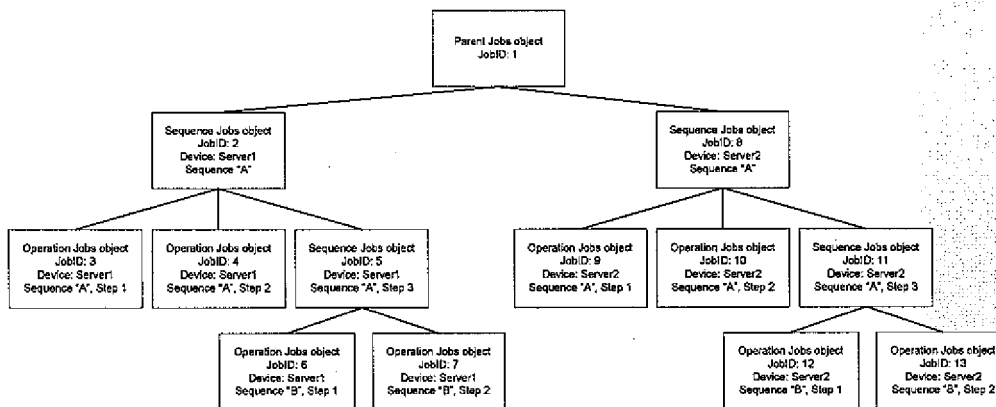 Parent Jobs object
JobID: 1
Sequence Jobs object
JobID: 2
Device: Server1
Sequence "A"
Sequence Jobs object
JobID: 8
Device: Server2
Sequence "A"
Operation Jobs object
JobID: 3
Device: Server1
Sequence "A", Step 1
Operation Jobs object
JobID: 4
Device: Server1
Sequence "A", Step 2
Sequence Jobs object
JobID: 5
Device: Server1
Sequence "A", Step 3
Operation Jobs object
JobID: 9
Device: Server2
Sequence "A", Step 1
Operation Jobs object
JobID: 10
Device: Server2
Sequence "A", Step 2
Sequence Jobs object
JobID: 11
Device: Server2
Sequence "A", Step 3
Operation Jobs object
JobID: 6
Device: Server1
Sequence "B", Step 1
Operation Jobs object
JobID: 7
Device: Server1
Sequence "B", Step 2
Operation Jobs object
JobID: 12
Device: Server2
Sequence "B", Step 1
Operation Jobs object
JobID: 13
Device: Server2
Sequence "B", Step 2